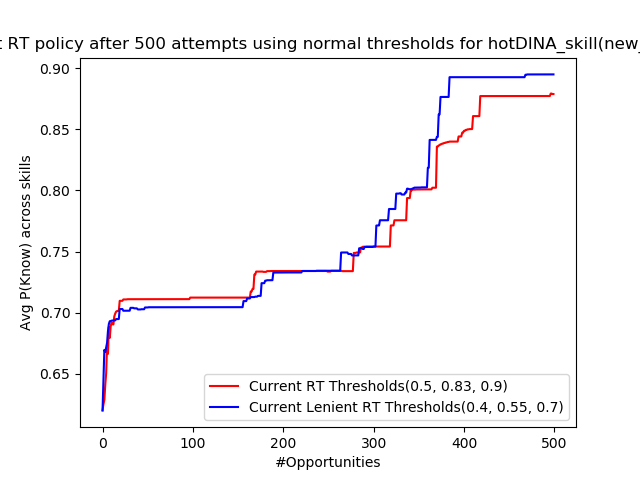 RT policy after 500 attempts using normal thresholds for hotDINA_skill(new_
0.90
0.85
0.80
0.75
0.70
0.65
Avg P(Know) across skills
Current RT Thresholds(0.5, 0.83, 0.9)
Current Lenient RT Thresholds(0.4, 0.55, 0.7)
0
100
200
300
400
500
#Opportunities